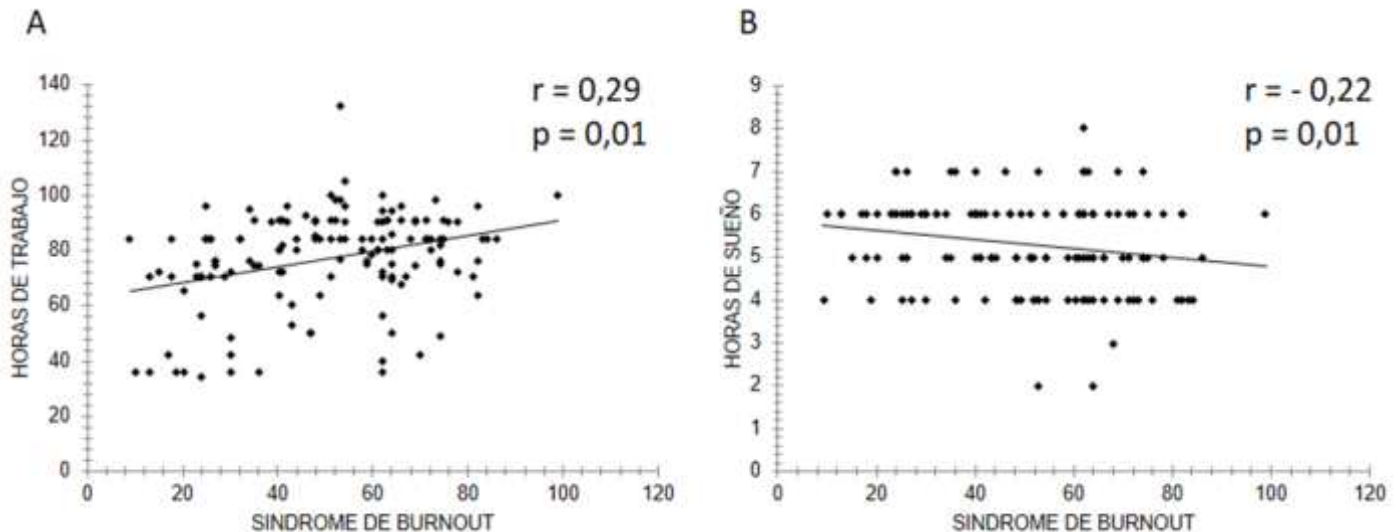 A
r = 0,29
p = 0,01
HORAS DE TRABAJO
140
120
100
80
60
40
20
0
0 20 40 60 80 100 120
SINDROME DE BURNOUT
B
r = - 0,22
p = 0,01
HORAS DE SUEÑO
9
8
7
6
5
4
3
2
1
0
0 20 40 60 80 100 120
SINDROME DE BURNOUT